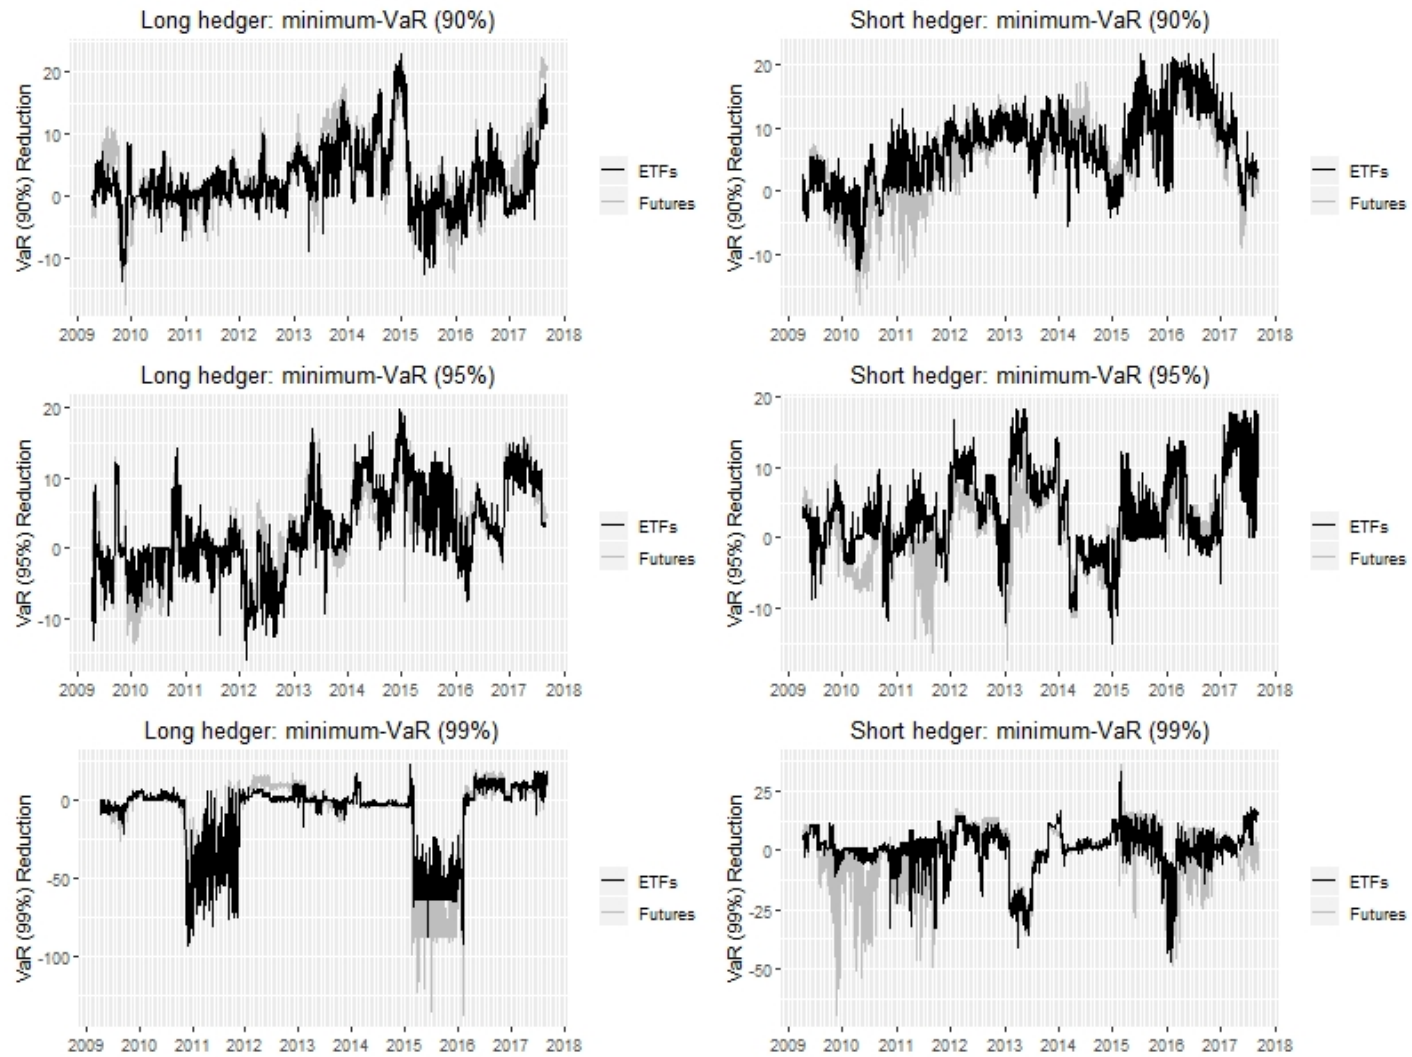 Long hedger: minimum-VaR (90%)
VaR (90%) Reduction
20
10
0
-10
2009 2010 2011 2012 2013 2014 2015 2016 2017 2018
ETFs
Futures
Short hedger: minimum-VaR (90%)
VaR (90%) Reduction
20
10
0
-10
2009 2010 2011 2012 2013 2014 2015 2016 2017 2018
ETFs
Futures
Long hedger: minimum-VaR (95%)
VaR (95%) Reduction
20
10
0
-10
2009 2010 2011 2012 2013 2014 2015 2016 2017 2018
ETFs
Futures
Short hedger: minimum-VaR (95%)
VaR (95%) Reduction
20
10
0
-10
2009 2010 2011 2012 2013 2014 2015 2016 2017 2018
ETFs
Futures
Long hedger: minimum-VaR (99%)
VaR (99%) Reduction
0
-50
-100
2009 2010 2011 2012 2013 2014 2015 2016 2017 2018
ETFs
Futures
Short hedger: minimum-VaR (99%)
VaR (99%) Reduction
25
0
-25
-50
2009 2010 2011 2012 2013 2014 2015 2016 2017 2018
ETFs
Futures